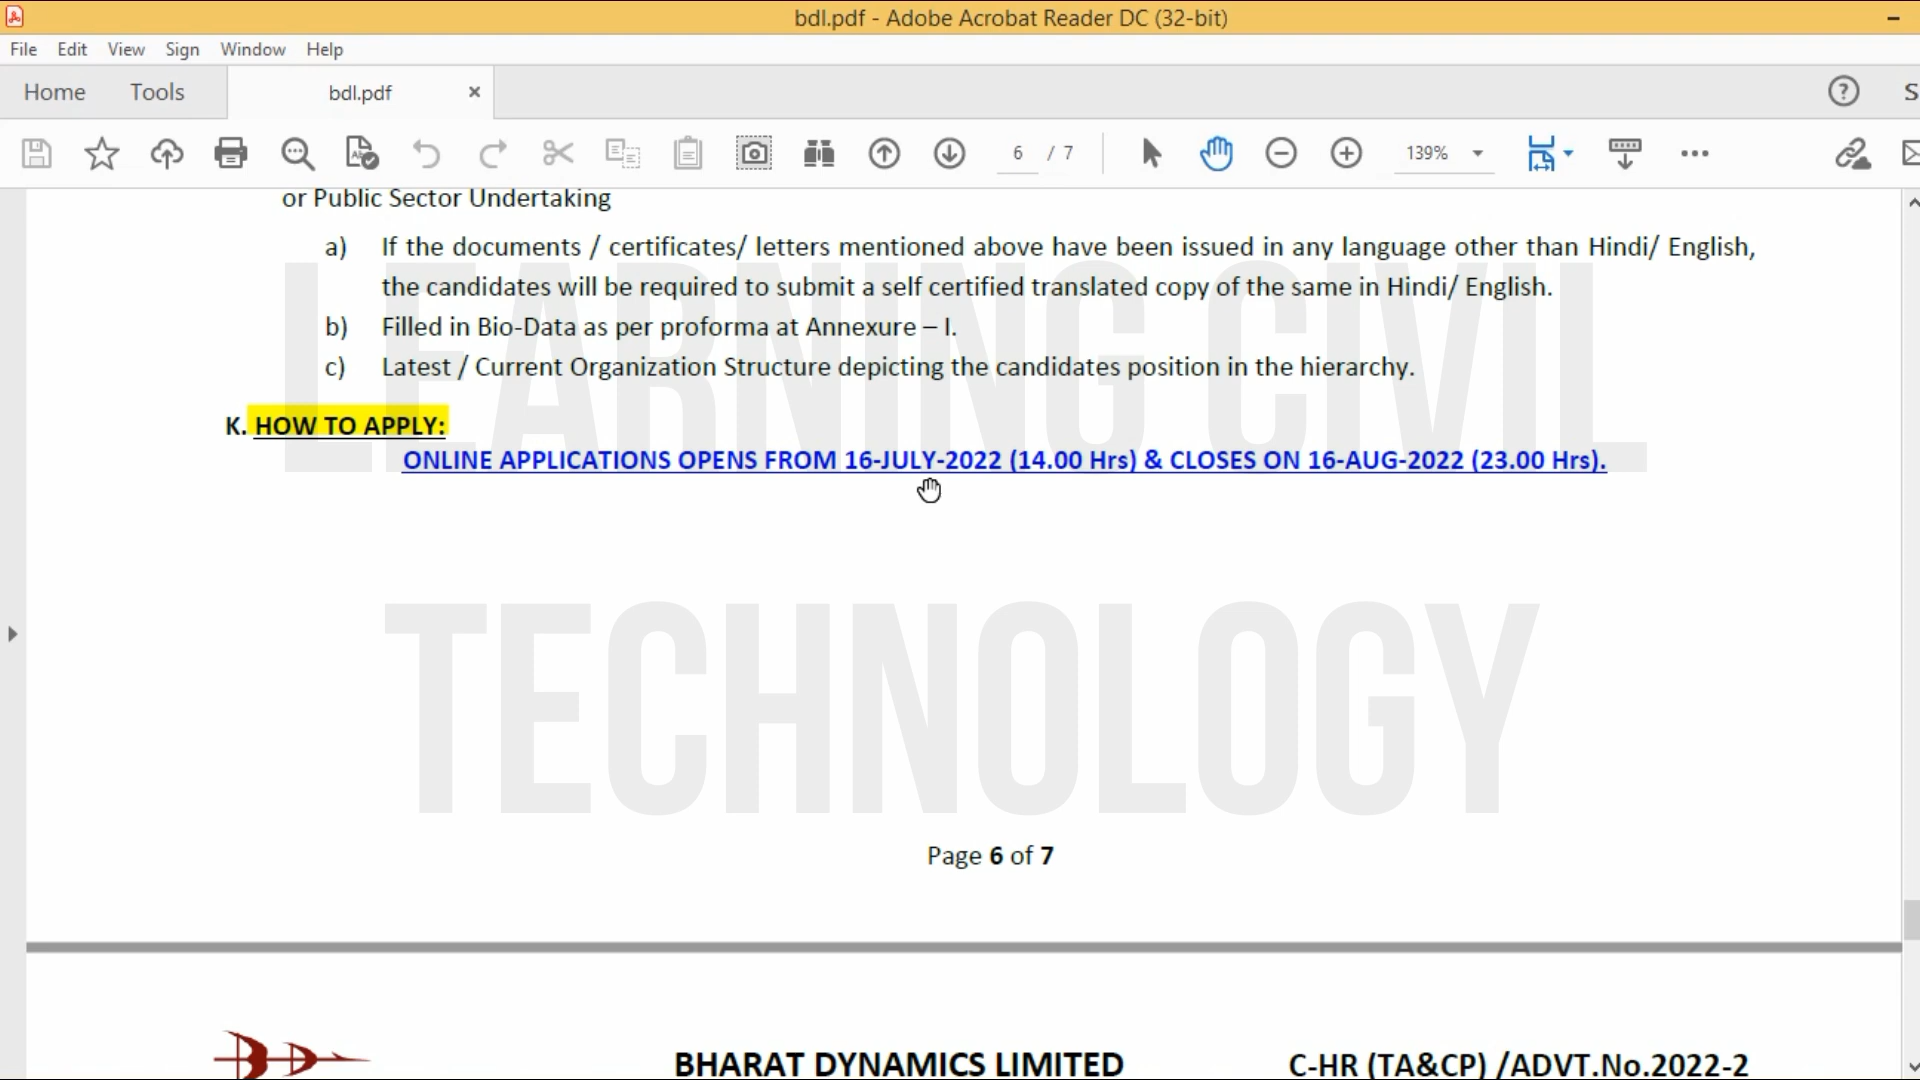 bdl.pdf - Adobe Acrobat Reader DC (32-bit)
File Edit View Sign Window Help
Home Tools bdl.pdf
6 / 7 139%
or Public Sector Undertaking
a) If the documents / certificates/ letters mentioned above have been issued in any language other than Hindi/ English,
the candidates will be required to submit a self certified translated copy of the same in Hindi/ English.
b) Filled in Bio-Data as per proforma at Annexure – I.
c) Latest / Current Organization Structure depicting the candidates position in the hierarchy.
LEARNING CIVIL
K. HOW TO APPLY:
ONLINE APPLICATIONS OPENS FROM 16-JULY-2022 (14.00 Hrs) & CLOSES ON 16-AUG-2022 (23.00 Hrs).
TECHNOLOGY
Page 6 of 7
BHARAT DYNAMICS LIMITED C-HR (TA&CP) /ADVT.No.2022-2